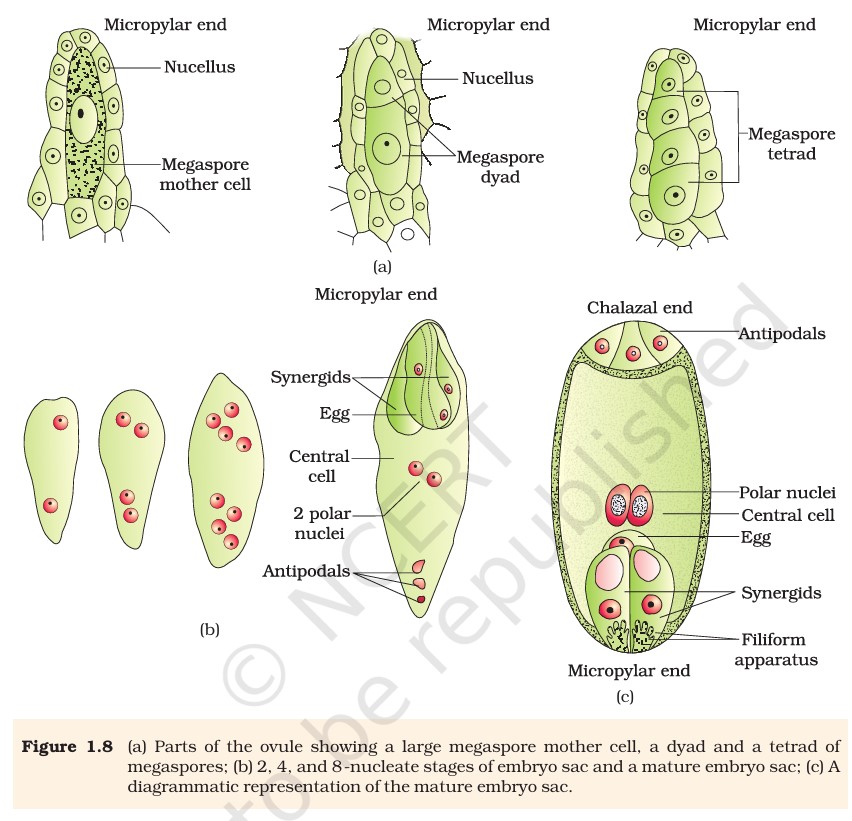 Micropylar end
Micropylar end
Micropylar end
Nucellus
Megaspore
mother cell
Nucellus
Megaspore
dyad
Megaspore
tetrad
(a)
Micropylar end
Synergids
Egg
Central
cell
2 polar
nuclei
Antipodals
(b)
Chalazal end
Antipodals
Polar nuclei
Central cell
Egg
Synergids
Filiform
apparatus
Micropylar end
(c)
© NCERT
to be republished
Figure 1.8 (a) Parts of the ovule showing a large megaspore mother cell, a dyad and a tetrad of
megaspores; (b) 2, 4, and 8-nucleate stages of embryo sac and a mature embryo sac; (c) A
diagrammatic representation of the mature embryo sac.